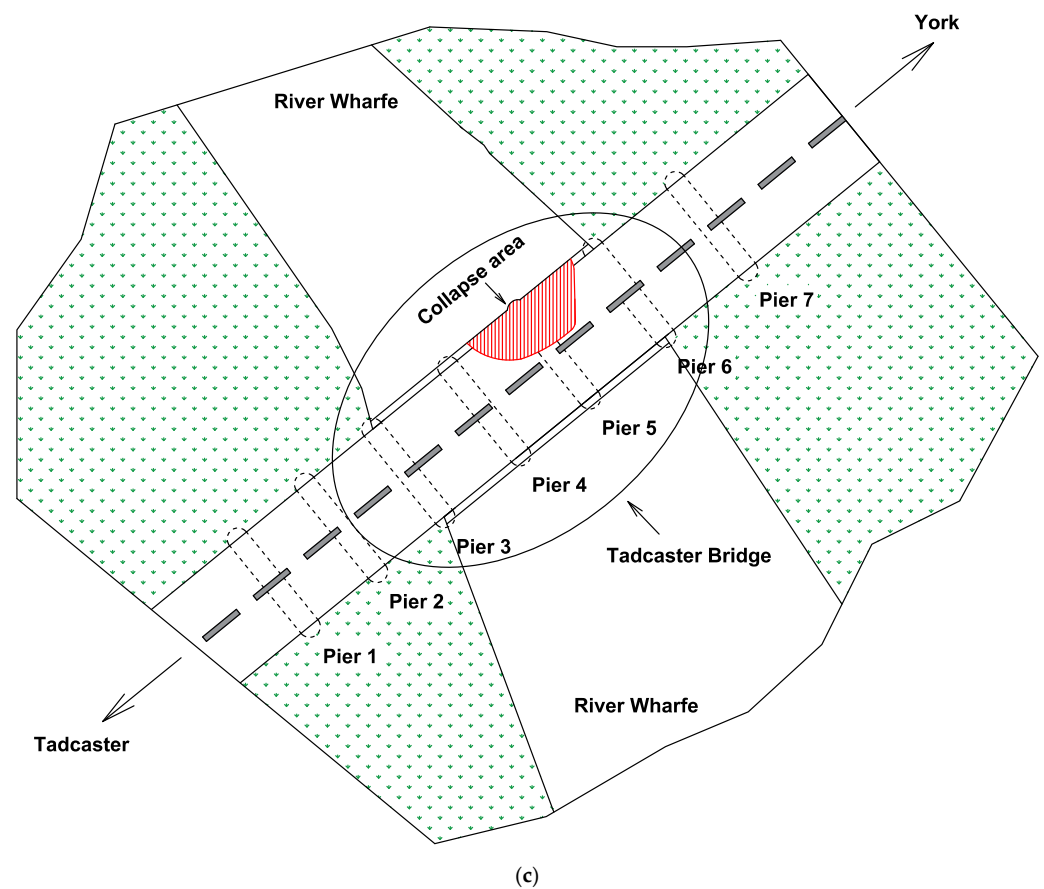 York
River Wharfe
Collapse area
Pier 7
Pier 6
Pier 5
Pier 4
Pier 3
Tadcaster Bridge
Pier 2
Pier 1
River Wharfe
Tadcaster
(c)